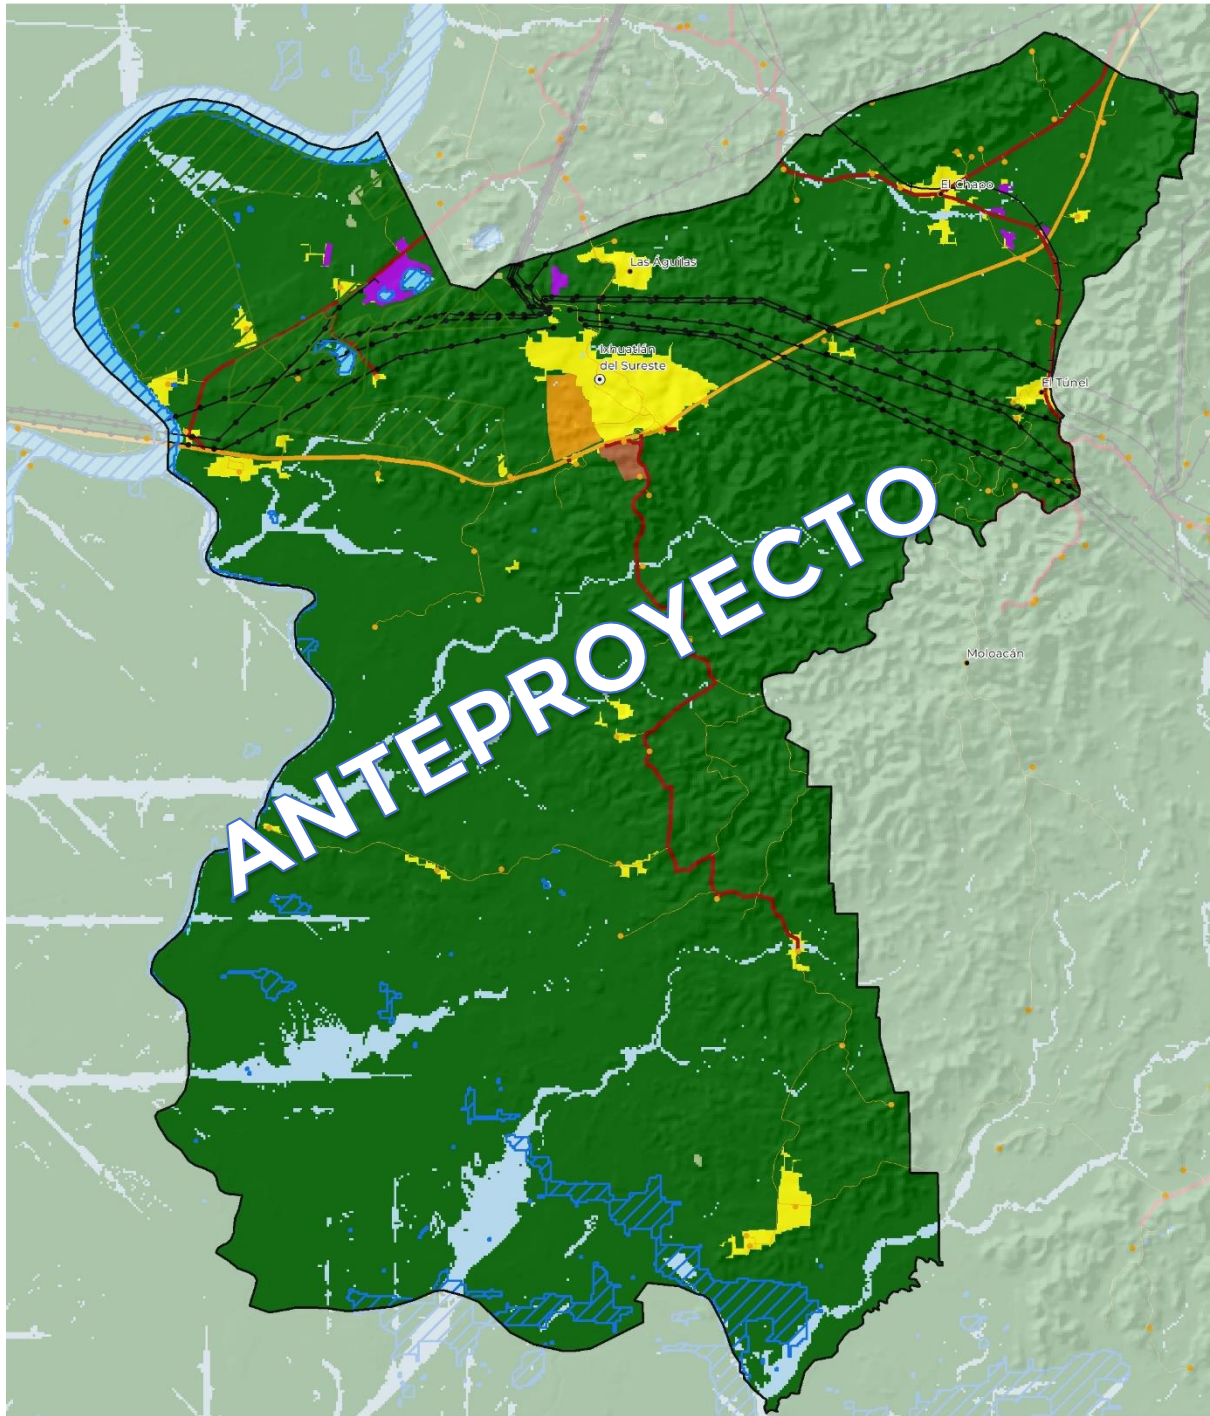 El Chapo
Las Águilas
Ixhuatlán
del Sureste
El Túnel
ANTEPROYECTO
Moloacán